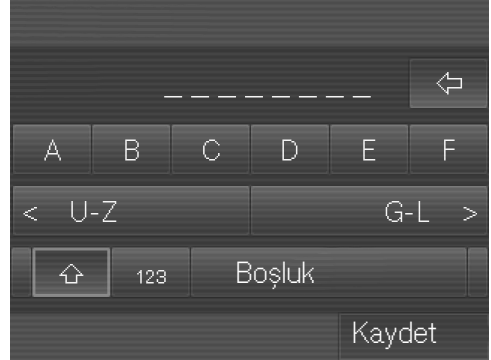 _ _ _ _ _ _ _ _
A B C D E F
< U-Z G-L >
123 Boşluk
Kaydet